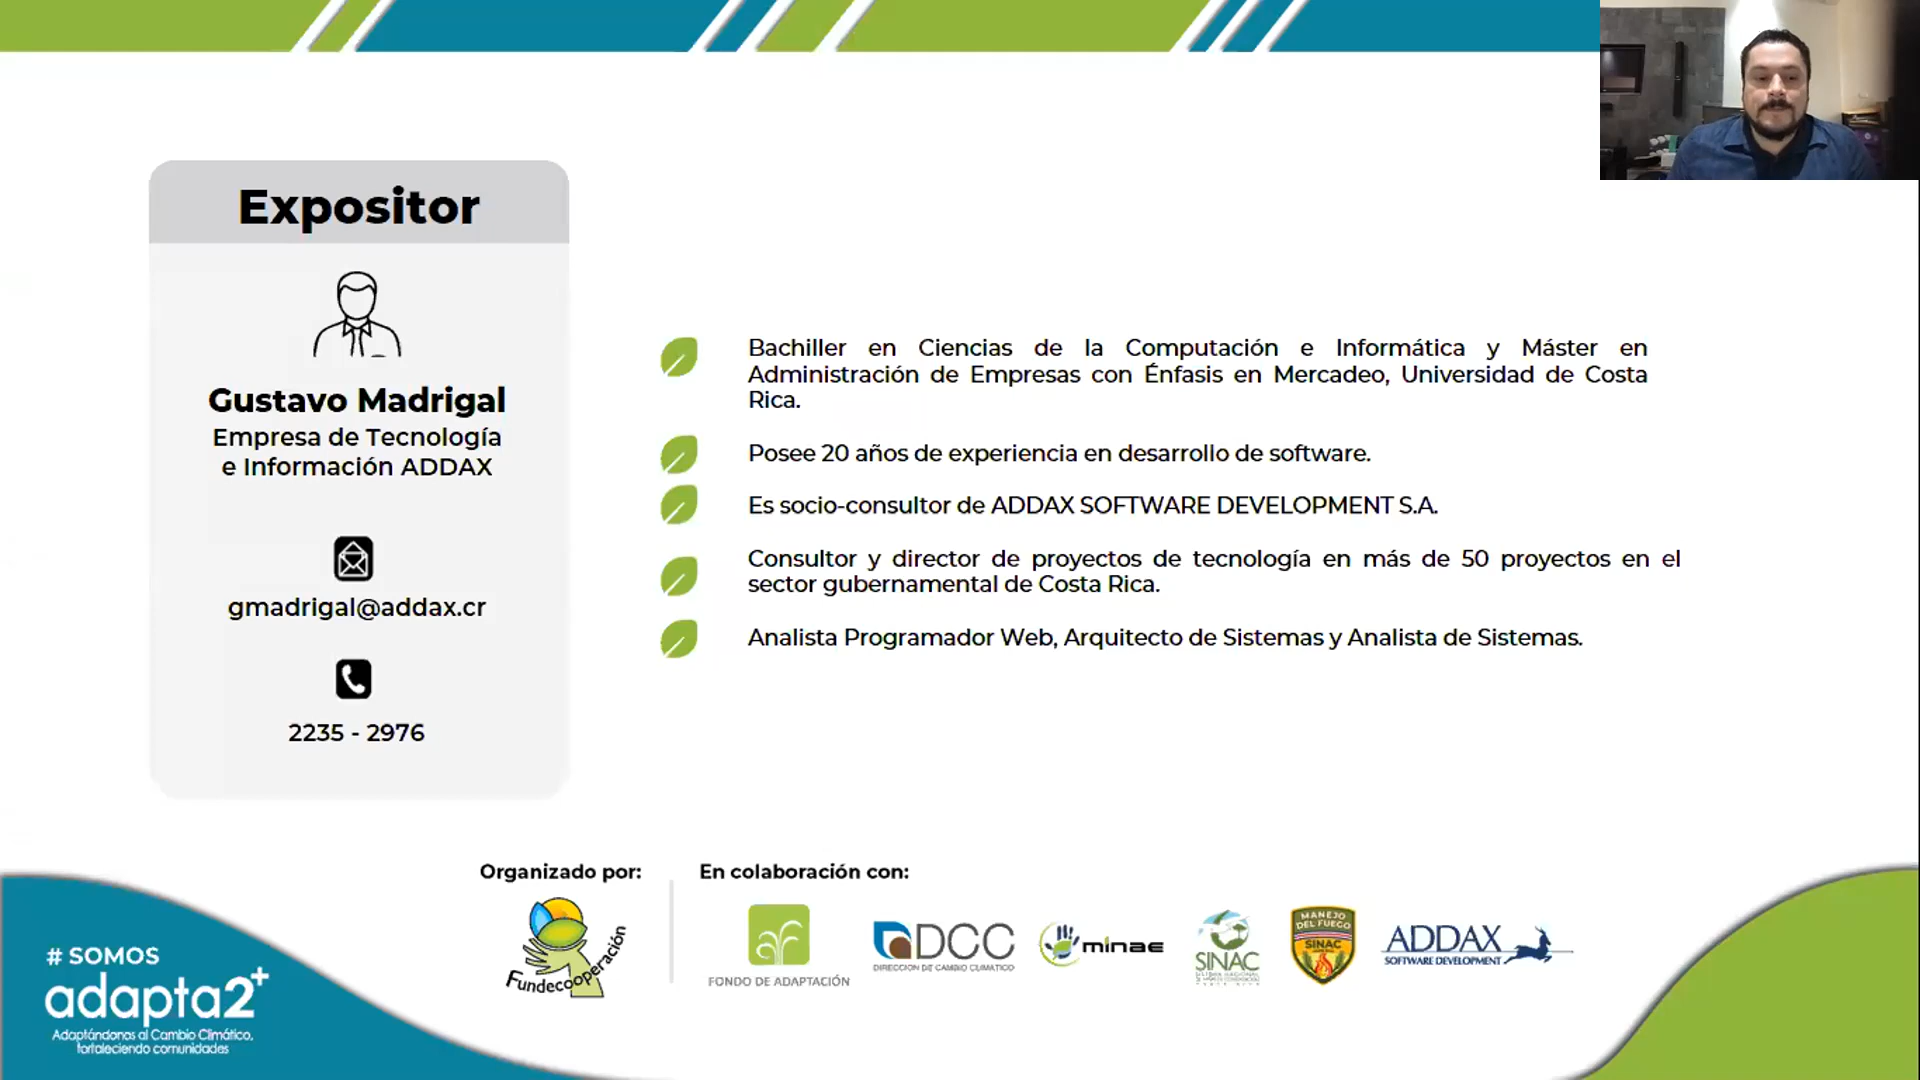 Expositor
Gustavo Madrigal
Empresa de Tecnología
e Información ADDAX
gmadrigal@addax.cr
2235 - 2976
Bachiller en Ciencias de la Computación e Informática y Máster en
Administración de Empresas con Énfasis en Mercadeo, Universidad de Costa
Rica.
Posee 20 años de experiencia en desarrollo de software.
Es socio-consultor de ADDAX SOFTWARE DEVELOPMENT S.A.
Consultor y director de proyectos de tecnología en más de 50 proyectos en el
sector gubernamental de Costa Rica.
Analista Programador Web, Arquitecto de Sistemas y Analista de Sistemas.
Organizado por:
Fundecooperación
En colaboración con:
FONDO DE ADAPTACIÓN
DCC
DIRECCION DE CAMBIO CLIMATICO
minae
SINAC
MANEJO
DEL FUEGO
SINAC
ADDAX
SOFTWARE DEVELOPMENT
# SOMOS
adapta2+
Adaptándonos al Cambio Climático,
fortaleciendo comunidades